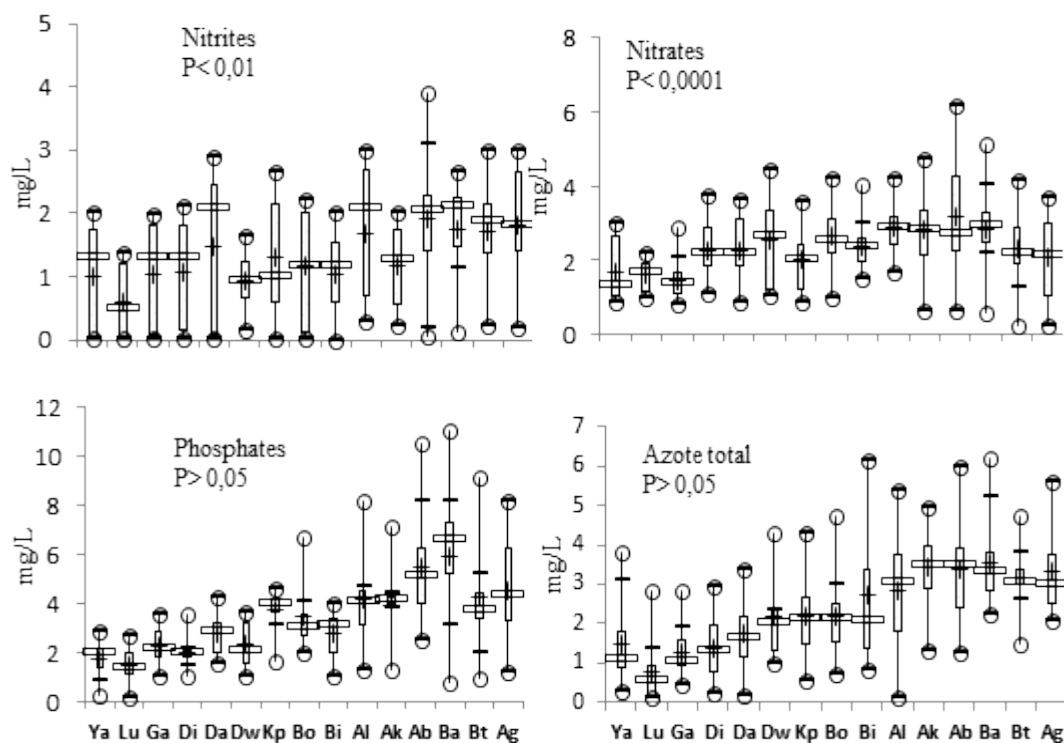 Nitrites
P< 0,01
mg/L
5
4
3
2
1
0
Nitrates
P< 0,0001
mg/L
8
6
4
2
0
Phosphates
P> 0,05
mg/L
12
10
8
6
4
2
0
Ya Lu Ga Di Da Dw Kp Bo Bi Al Ak Ab Ba Bt Ag
Azote total
P> 0,05
mg/L
7
6
5
4
3
2
1
0
Ya Lu Ga Di Da Dw Kp Bo Bi Al Ak Ab Ba Bt Ag